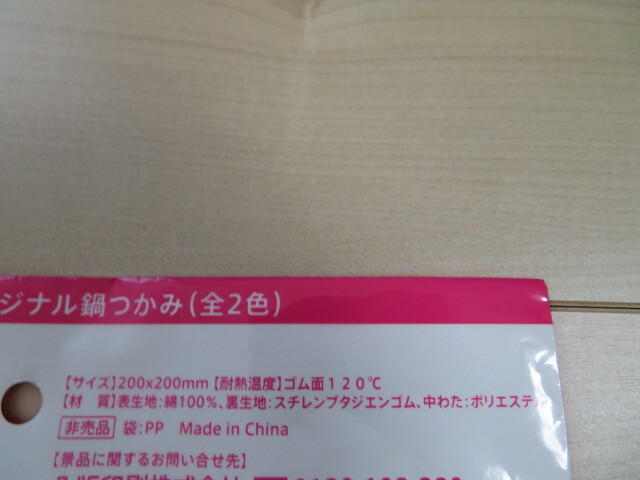 ジナル鍋つかみ(全2色)
【サイズ】200x200mm【耐熱温度】ゴム面120℃
【材 質】表生地:綿100%、裏生地:スチレンブタジエンゴム、中わた:ポリエステル
非売品 袋:PP Made in China
【景品に関するお問い合せ先】